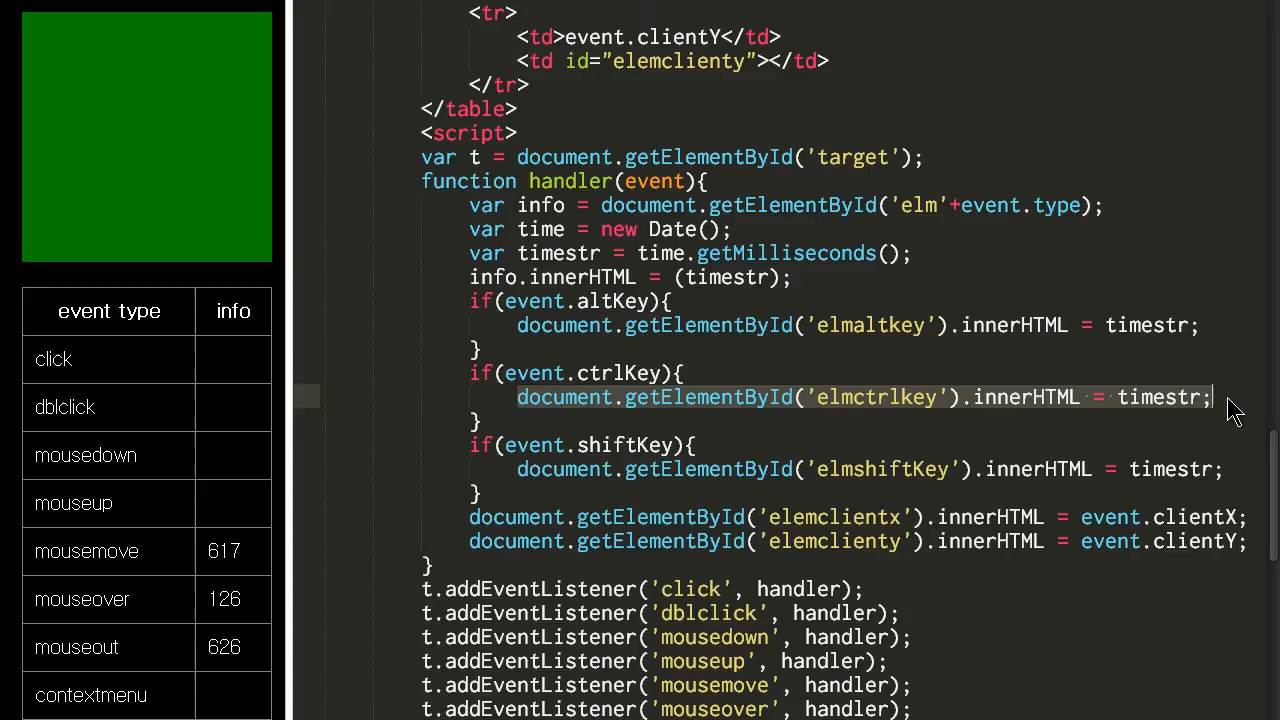 event type info
click
dblclick
mousedown
mouseup
mousemove 617
mouseover 126
mouseout 626
contextmenu
<tr>
<td>event.clientY</td>
<td id="elemclienty"></td>
</tr>
</table>
<script>
var t = document.getElementById('target');
function handler(event){
var info = document.getElementById('elm'+event.type);
var time = new Date();
var timestr = time.getMilliseconds();
info.innerHTML = (timestr);
if(event.altKey){
document.getElementById('elmaltkey').innerHTML = timestr;
}
if(event.ctrlKey){
document.getElementById('elmctrlkey').innerHTML = timestr;
}
if(event.shiftKey){
document.getElementById('elmshiftKey').innerHTML = timestr;
}
document.getElementById('elemclientx').innerHTML = event.clientX;
document.getElementById('elemclienty').innerHTML = event.clientY;
}
t.addEventListener('click', handler);
t.addEventListener('dblclick', handler);
t.addEventListener('mousedown', handler);
t.addEventListener('mouseup', handler);
t.addEventListener('mousemove', handler);
t.addEventListener('mouseover', handler);